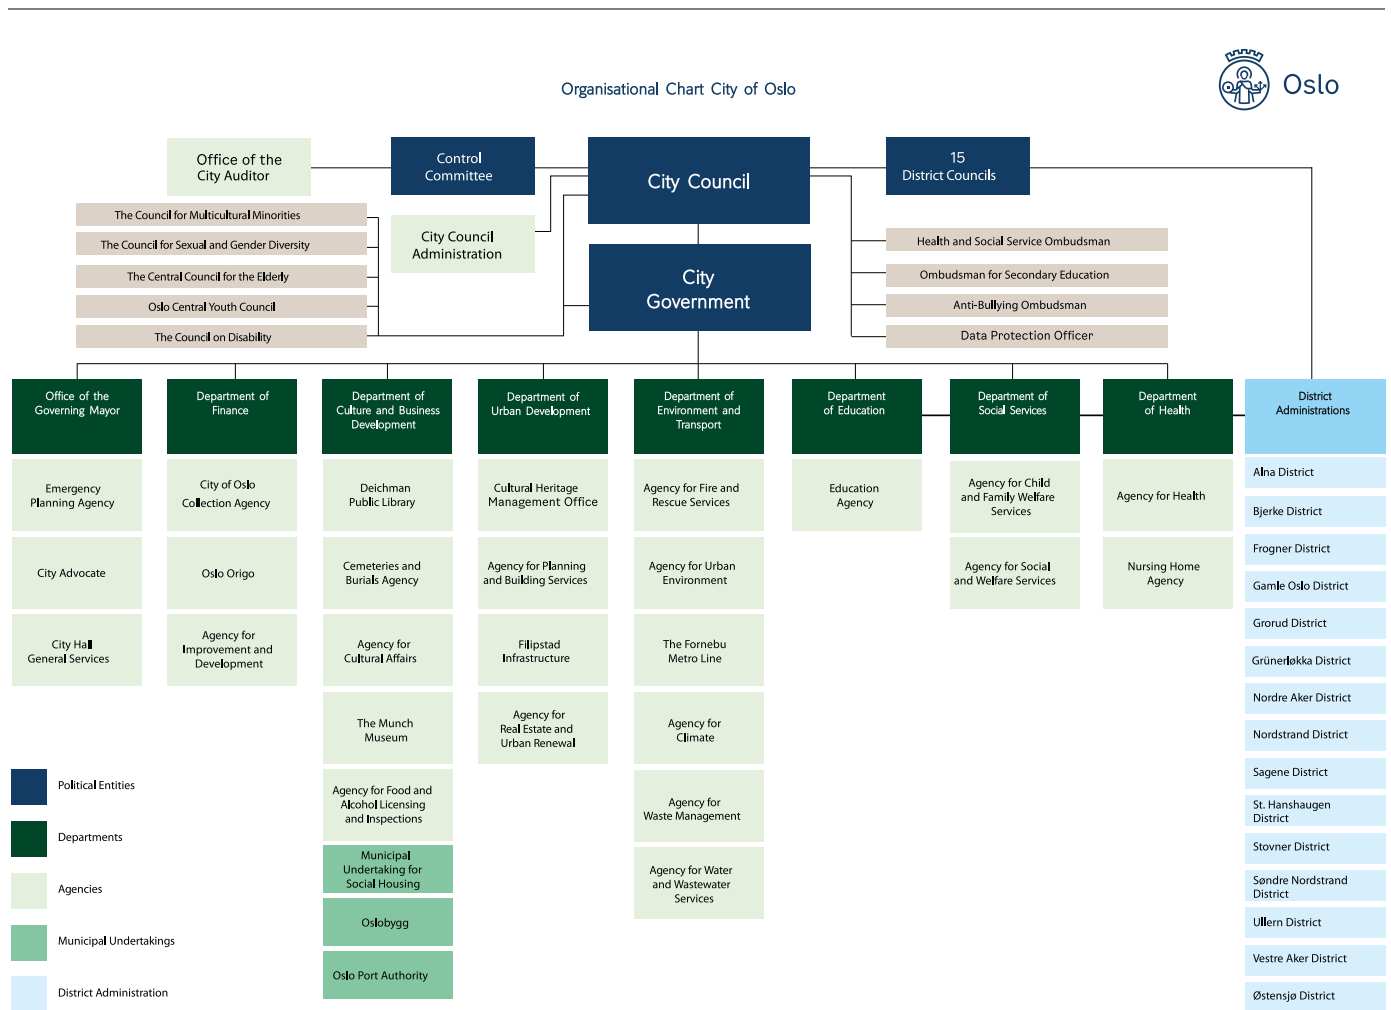 Oslo
Organisational Chart City of Oslo
Office of the
City Auditor
Control
Committee
City Council
15
District Councils
The Council for Multicultural Minorities
The Council for Sexual and Gender Diversity
The Central Council for the Elderly
Oslo Central Youth Council
The Council on Disability
City Council
Administration
City
Government
Health and Social Service Ombudsman
Ombudsman for Secondary Education
Anti-Bullying Ombudsman
Data Protection Officer
Office of the
Governing Mayor
Emergency
Planning Agency
City Advocate
City Hall
General Services
Department of
Finance
City of Oslo
Collection Agency
Oslo Origo
Agency for
Improvement and
Development
Department of
Culture and Business
Development
Deichman
Public Library
Cemeteries and
Burials Agency
Agency for
Cultural Affairs
The Munch
Museum
Agency for Food and
Alcohol Licensing
and Inspections
Municipal
Undertaking for
Social Housing
Oslobygg
Oslo Port Authority
Department of
Urban Development
Cultural Heritage
Management Office
Agency for Planning
and Building Services
Filipstad
Infrastructure
Agency for
Real Estate and
Urban Renewal
Department of
Environment and
Transport
Agency for Fire and
Rescue Services
Agency for Urban
Environment
The Fornebu
Metro Line
Agency for
Climate
Agency for
Waste Management
Agency for Water
and Wastewater
Services
Department
of Education
Education
Agency
Department of
Social Services
Agency for Child
and Family Welfare
Services
Agency for Social
and Welfare Services
Department
of Health
Agency for Health
Nursing Home
Agency
District
Administrations
Alna District
Bjerke District
Frogner District
Gamle Oslo District
Grorud District
Grünerløkka District
Nordre Aker District
Nordstrand District
Sagene District
St. Hanshaugen
District
Stovner District
Søndre Nordstrand
District
Ullern District
Vestre Aker District
Østensjø District
Political Entities
Departments
Agencies
Municipal Undertakings
District Administration